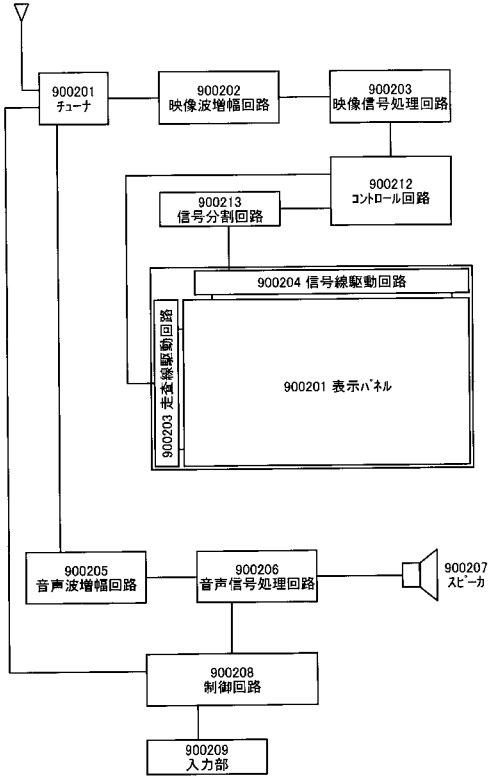 900201
チューナ
900202
映像波増幅回路
900203
映像信号処理回路
900212
コントロール回路
900213
信号分割回路
900204 信号線駆動回路
900203 走査線駆動回路
900201 表示パネル
900205
音声波増幅回路
900206
音声信号処理回路
900207
スピーカ
900208
制御回路
900209
入力部